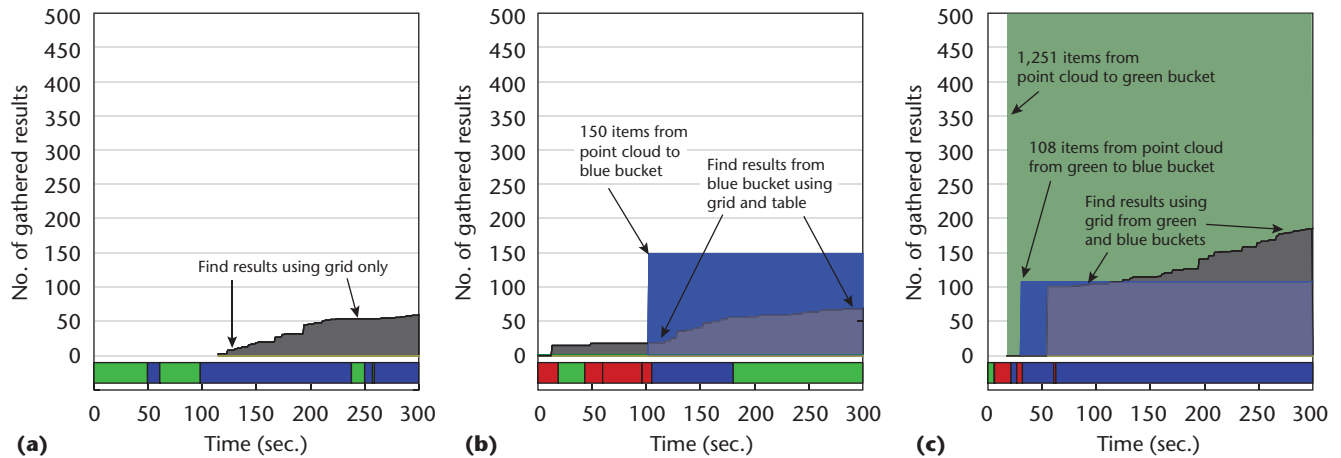 500
450
400
350
300
250
200
150
100
50
0
No. of gathered results
Find results using grid only
0 50 100 150 200 250 300
Time (sec.)
(a)
500
450
400
350
300
250
200
150
100
50
0
No. of gathered results
150 items from
point cloud to
blue bucket
Find results from
blue bucket using
grid and table
0 50 100 150 200 250 300
Time (sec.)
(b)
500
450
400
350
300
250
200
150
100
50
0
No. of gathered results
1,251 items from
point cloud to green bucket
108 items from point cloud
from green to blue bucket
Find results using
grid from green
and blue buckets
0 50 100 150 200 250 300
Time (sec.)
(c)